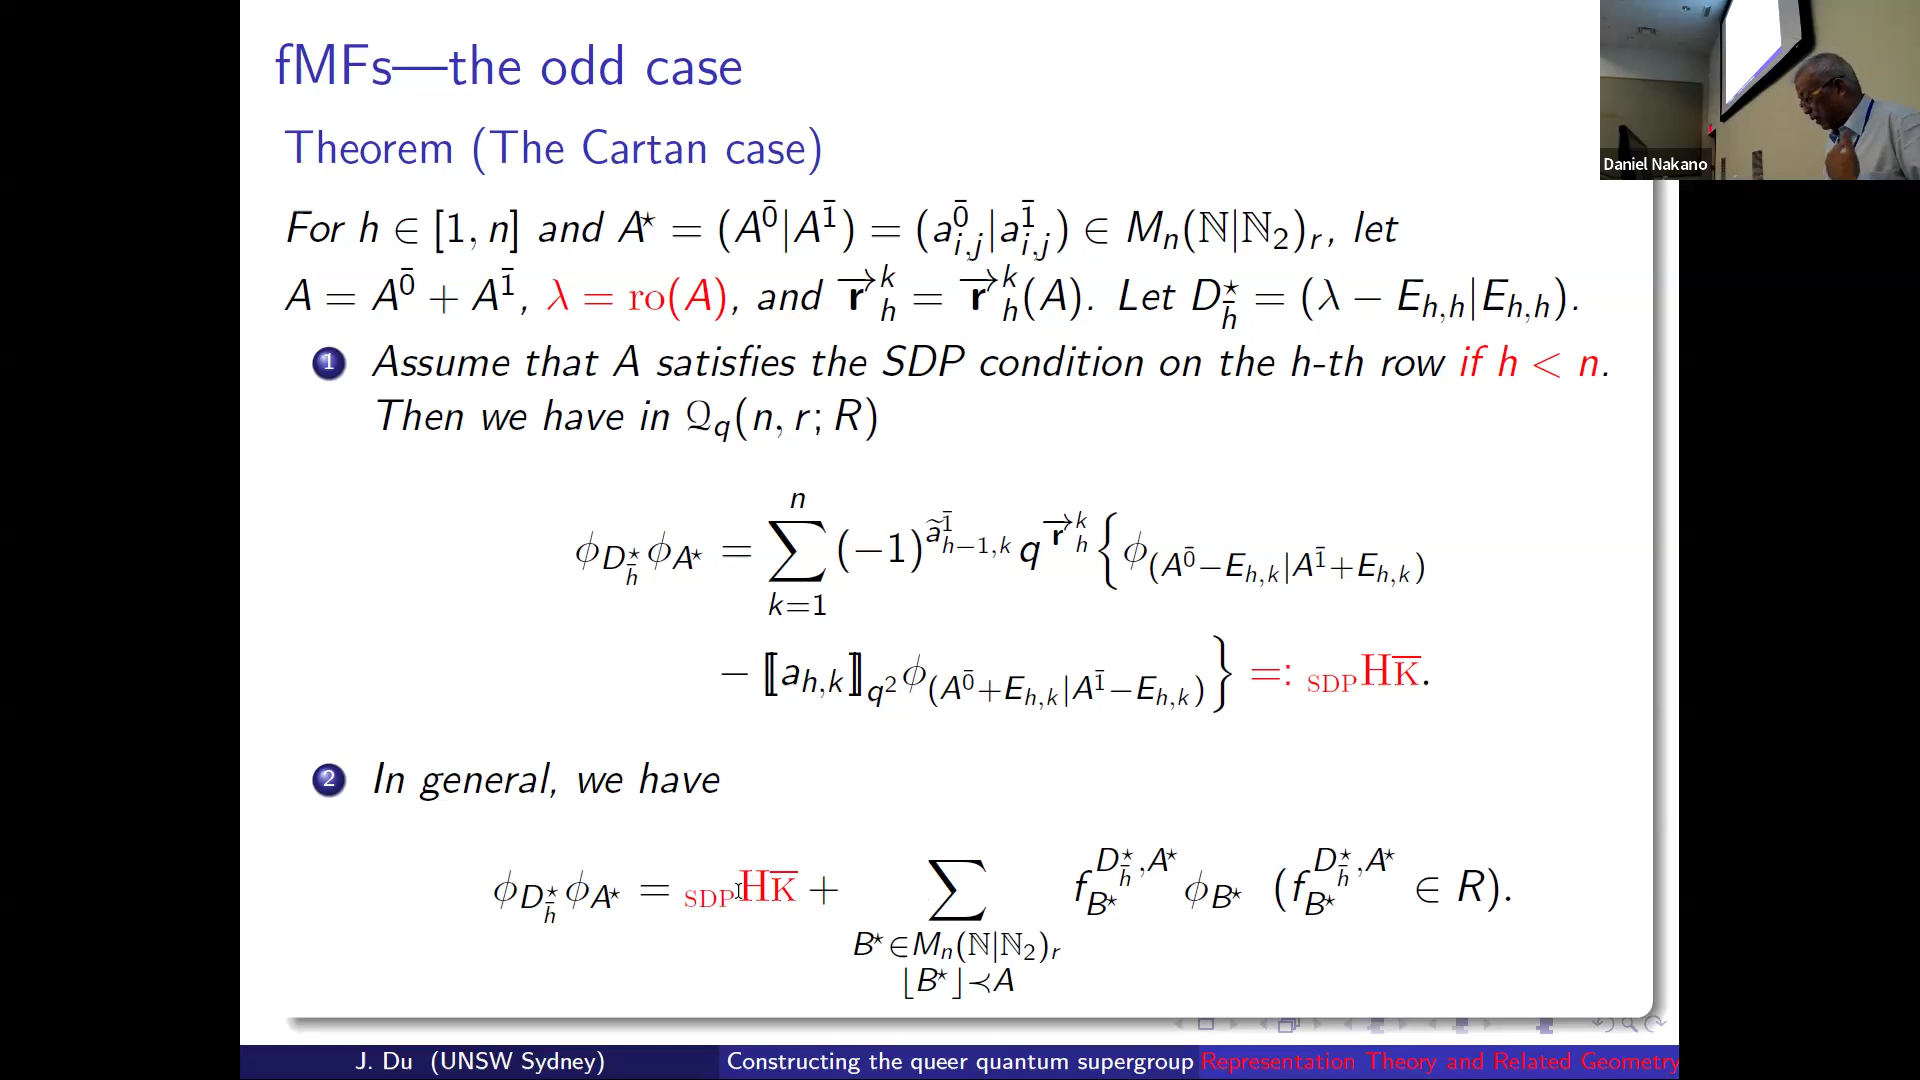 fMFs—the odd case
Theorem (The Cartan case)
For h ∈ [1, n] and A⋆ = (A^0̄|A^1̄) = (a^0̄_{i,j}|a^1̄_{i,j}) ∈ M_n(ℕ|ℕ_2)_r, let
A = A^0̄ + A^1̄, λ = ro(A), and r⃗^k_h = r⃗^k_h(A). Let D⋆_h̄ = (λ − E_{h,h}|E_{h,h}).
1 Assume that A satisfies the SDP condition on the h-th row if h < n.
Then we have in Q_q(n, r; R)
ϕ_{D⋆_h̄} ϕ_{A⋆} = ∑_{k=1}^{n} (−1)^{ã^1̄_{h−1,k}} q^{r⃗^k_h} { ϕ_{(A^0̄−E_{h,k}|A^1̄+E_{h,k})}
− ⟦a_{h,k}⟧_{q^2} ϕ_{(A^0̄+E_{h,k}|A^1̄−E_{h,k})} } =: _{SDP}HK̄.
2 In general, we have
ϕ_{D⋆_h̄} ϕ_{A⋆} = _{SDP}HK̄ + ∑_{B⋆∈M_n(ℕ|ℕ_2)_r, ⌊B⋆⌋≺A} f^{D⋆_h̄,A⋆}_{B⋆} ϕ_{B⋆} (f^{D⋆_h̄,A⋆}_{B⋆} ∈ R).
J. Du (UNSW Sydney) Constructing the queer quantum supergroup Representation Theory and Related Geometry
Daniel Nakano